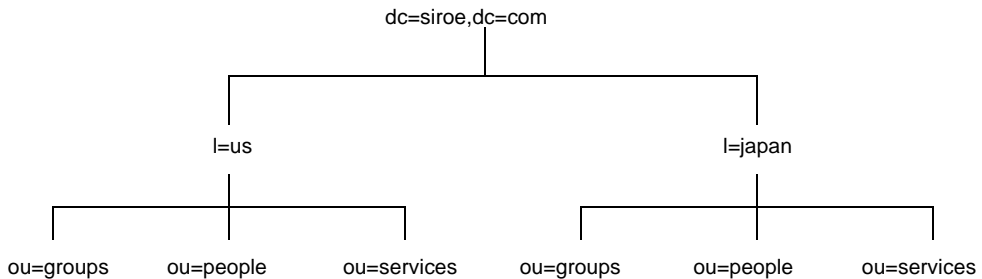 dc=siroe,dc=com
l=us
l=japan
ou=groups
ou=people
ou=services
ou=groups
ou=people
ou=services